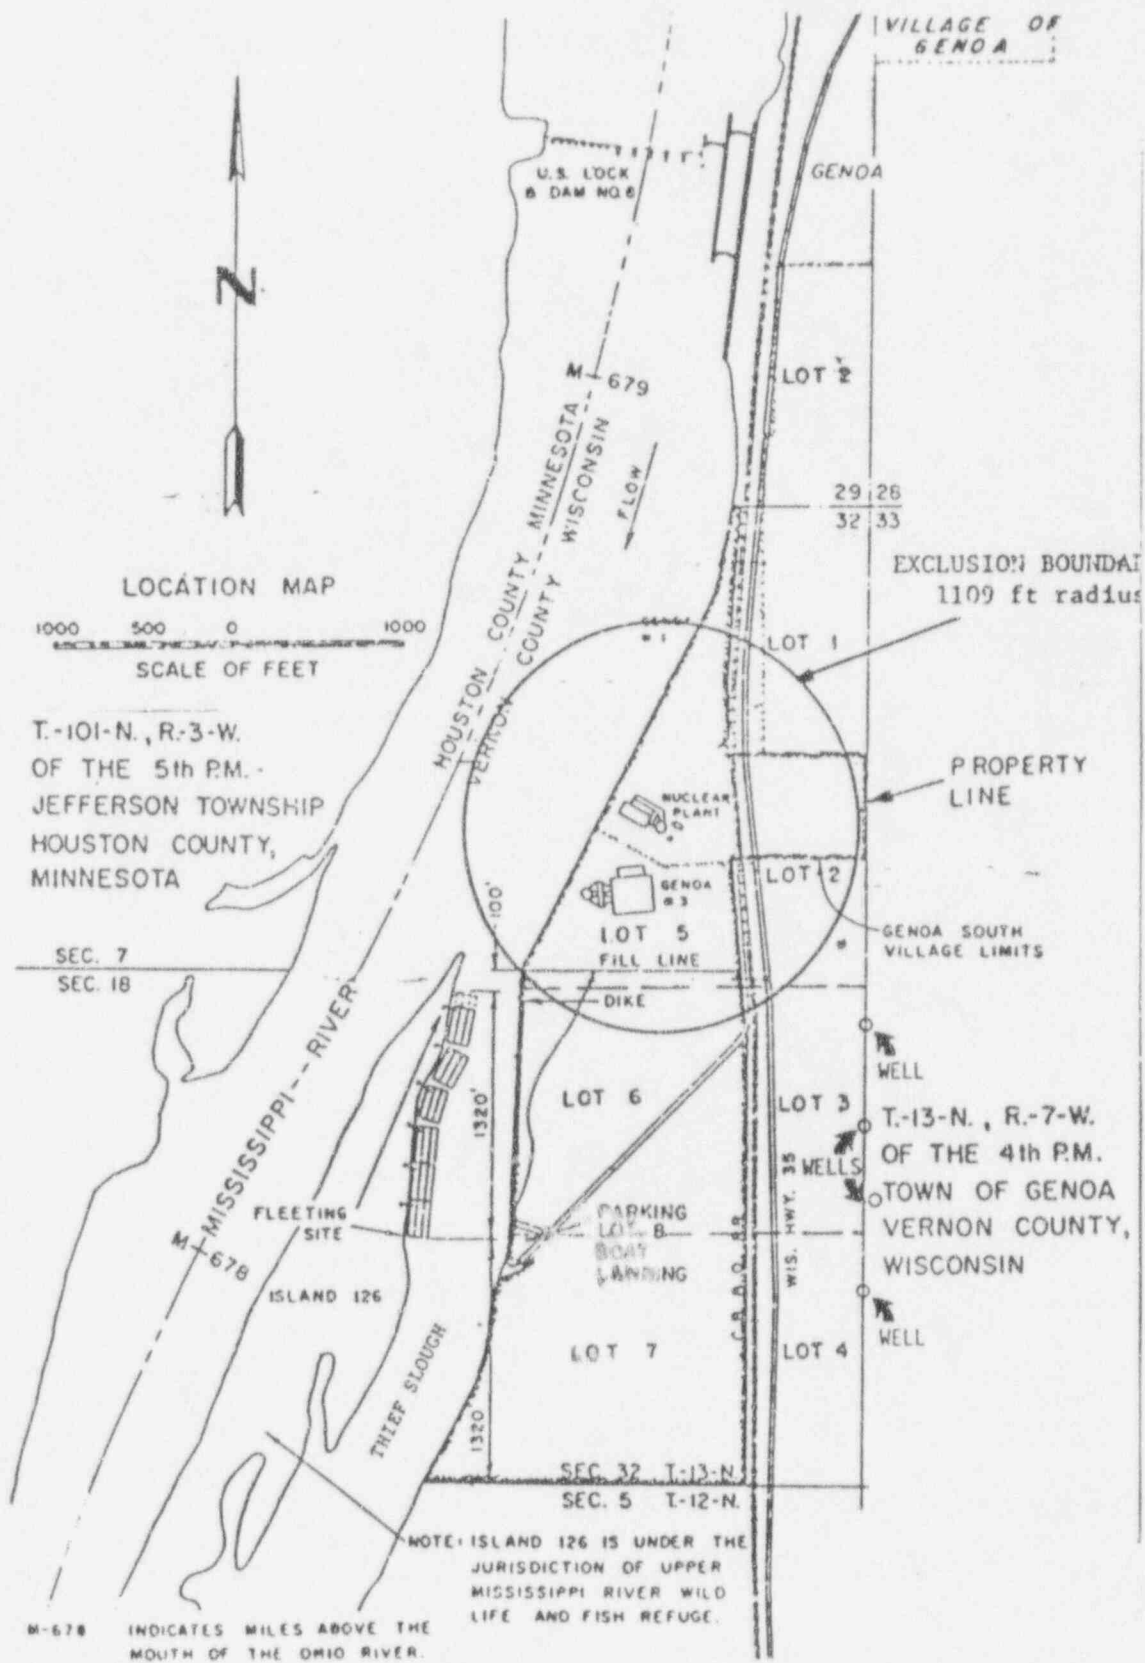 VILLAGE OF
GENOA
U.S. LOCK
& DAM NO. 8
GENOA
N
LOT 2
M-679
MINNESOTA
WISCONSIN
FLOW
29 28
32 33
EXCLUSION BOUNDAR
1109 ft radius
LOCATION MAP
1000 500 0 1000
SCALE OF FEET
HOUSTON COUNTY
VERNON COUNTY
#1
LOT 1
T.-101-N., R.-3-W.
OF THE 5th P.M.
JEFFERSON TOWNSHIP
HOUSTON COUNTY,
MINNESOTA
PROPERTY
LINE
NUCLEAR
PLANT
GENOA
#3
LOT 2
100'
LOT 5
FILL LINE
GENOA SOUTH
VILLAGE LIMITS
SEC. 7
SEC. 18
DIKE
WELL
MISSISSIPPI RIVER
1320'
LOT 6
LOT 3
T.-13-N., R.-7-W.
OF THE 4th P.M.
TOWN OF GENOA
VERNON COUNTY,
WISCONSIN
WELLS
WIS. HWY. 35
FLEETING
SITE
PARKING
LOT 8
BOAT
LANDING
M-678
ISLAND 126
C B & Q RR
WELL
THIEF SLOUGH
LOT 7
LOT 4
1320'
SEC. 32 T.-13-N.
SEC. 5 T.-12-N.
NOTE: ISLAND 126 IS UNDER THE
JURISDICTION OF UPPER
MISSISSIPPI RIVER WILD
LIFE AND FISH REFUGE.
M-678 INDICATES MILES ABOVE THE
MOUTH OF THE OHIO RIVER.